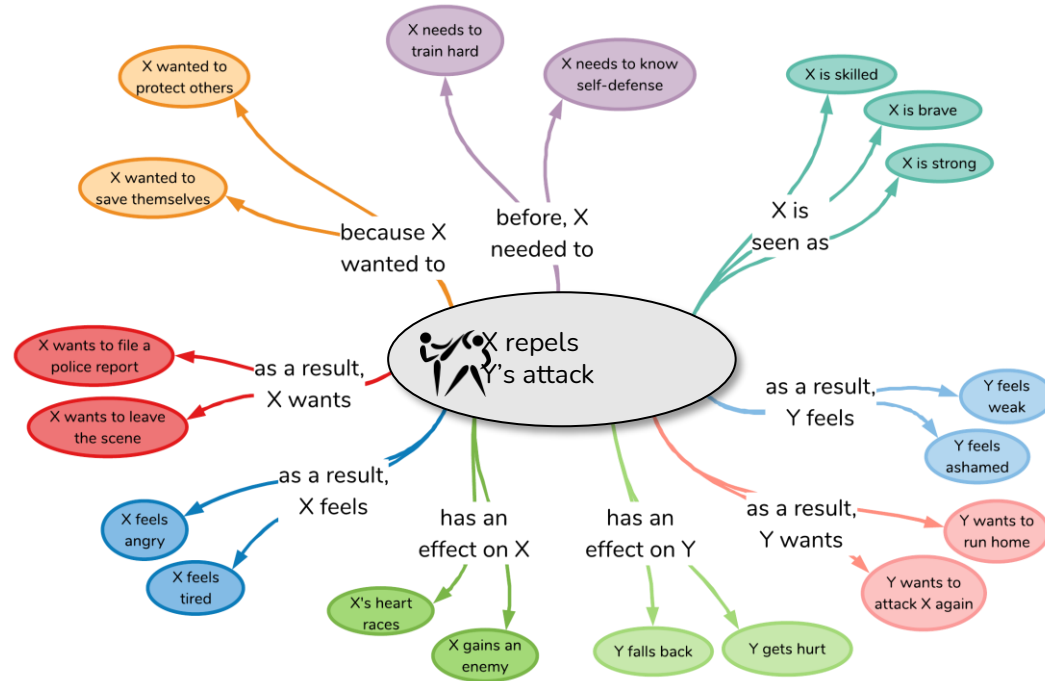 X needs to
train hard
X needs to know
self-defense
X wanted to
protect others
X wanted to
save themselves
because X
wanted to
before, X
needed to
X is skilled
X is brave
X is strong
X is
seen as
X repels
Y's attack
X wants to file a
police report
X wants to leave
the scene
as a result,
X wants
as a result,
X feels
X feels
angry
X feels
tired
has an
effect on X
X's heart
races
X gains an
enemy
has an
effect on Y
Y falls back
Y gets hurt
as a result,
Y wants
Y wants to
run home
Y wants to
attack X again
as a result,
Y feels
Y feels
weak
Y feels
ashamed